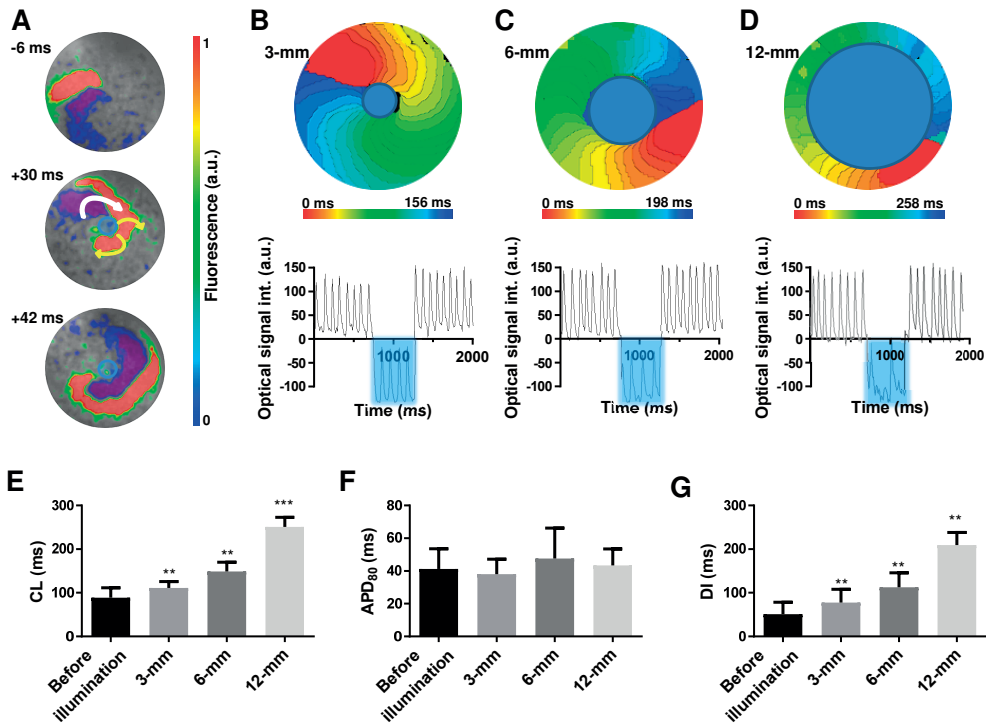 A
-6 ms
+30 ms
+42 ms
1
Fluorescence (a.u.)
0
B
3-mm
0 ms 156 ms
Optical signal int. (a.u.)
150
100
50
0
-50
-100
1000 2000
Time (ms)
C
6-mm
0 ms 198 ms
Optical signal int. (a.u.)
150
100
50
0
-50
-100
1000 2000
Time (ms)
D
12-mm
0 ms 258 ms
Optical signal int. (a.u.)
150
100
50
0
-50
-100
1000 2000
Time (ms)
E
CL
(ms)
300
200
100
0
**
**
***
Before
illumination
3-mm
6-mm
12-mm
F
APD80 (ms)
80
60
40
20
0
Before
illumination
3-mm
6-mm
12-mm
G
DI (ms)
300
200
100
0
**
**
**
Before
illumination
3-mm
6-mm
12-mm